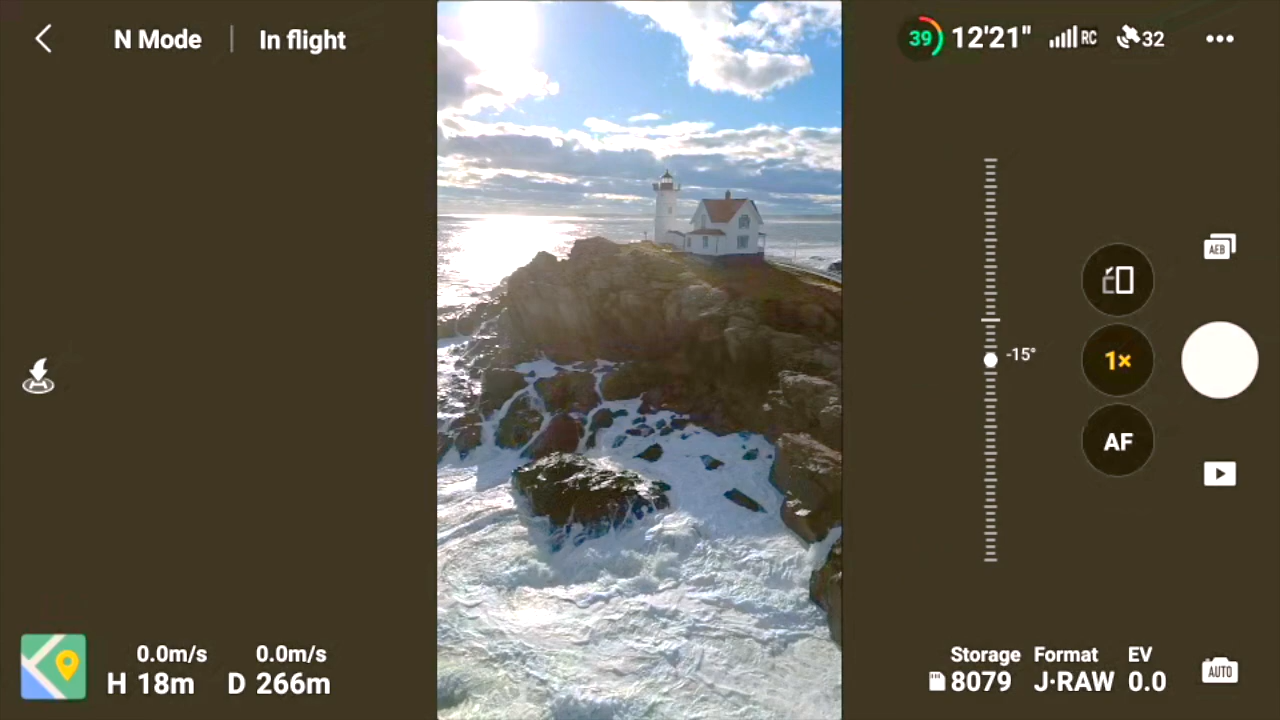 N Mode | In flight
39 12'21" RC 32
AEB
-15°
1×
AF
0.0m/s 0.0m/s
H 18m D 266m
Storage Format EV
8079 J·RAW 0.0
AUTO